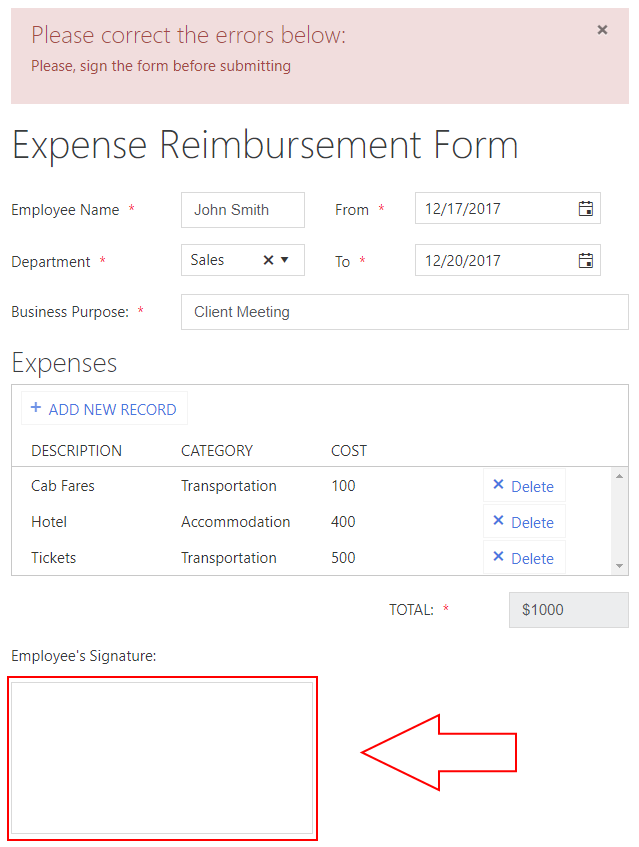 Please correct the errors below:
Please, sign the form before submitting
Expense Reimbursement Form
Employee Name * John Smith From * 12/17/2017
Department * Sales To * 12/20/2017
Business Purpose: * Client Meeting
Expenses
+ ADD NEW RECORD
DESCRIPTION CATEGORY COST
Cab Fares Transportation 100 Delete
Hotel Accommodation 400 Delete
Tickets Transportation 500 Delete
TOTAL: * $1000
Employee's Signature: